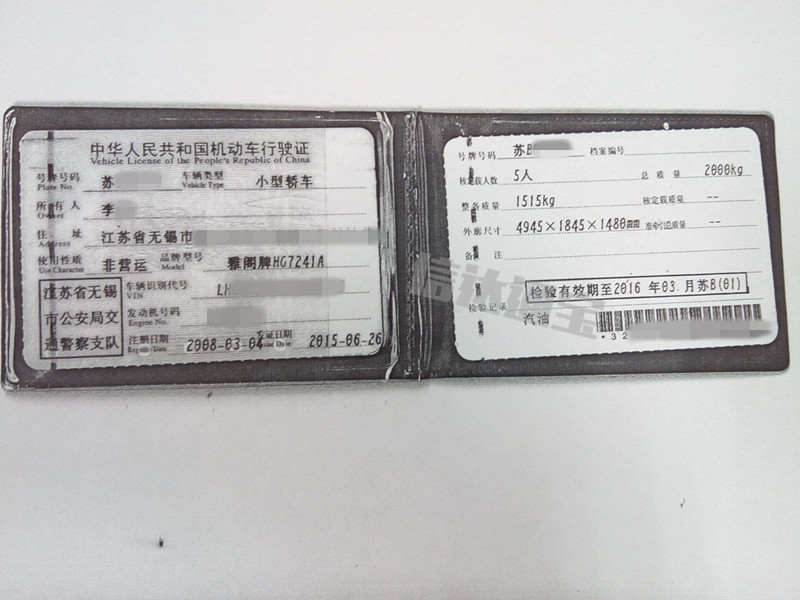 中华人民共和国机动车行驶证
Vehicle License of the People's Republic of China
号牌号码 苏 车辆类型 小型轿车
Plate No. Vehicle Type
所有人 李
Owner
住址 江苏省无锡市
Address
使用性质 非营运 品牌型号 雅阁牌HG7241A
Use Character Model
江苏省无锡
市公安局交
通警察支队
车辆识别代号 LH
VIN
发动机号码
Engine No.
注册日期 2008-03-04 发证日期 2015-06-26
Register Date Issue Date
号牌号码 苏B 档案编号
核定载人数 5人 总质量 2000kg
整备质量 1515kg 核定载质量 --
外廓尺寸 4945×1845×1480mm 准牵引总质量 --
备注
检验有效期至2016年03.月苏B(01)
检验记录
汽油
*32